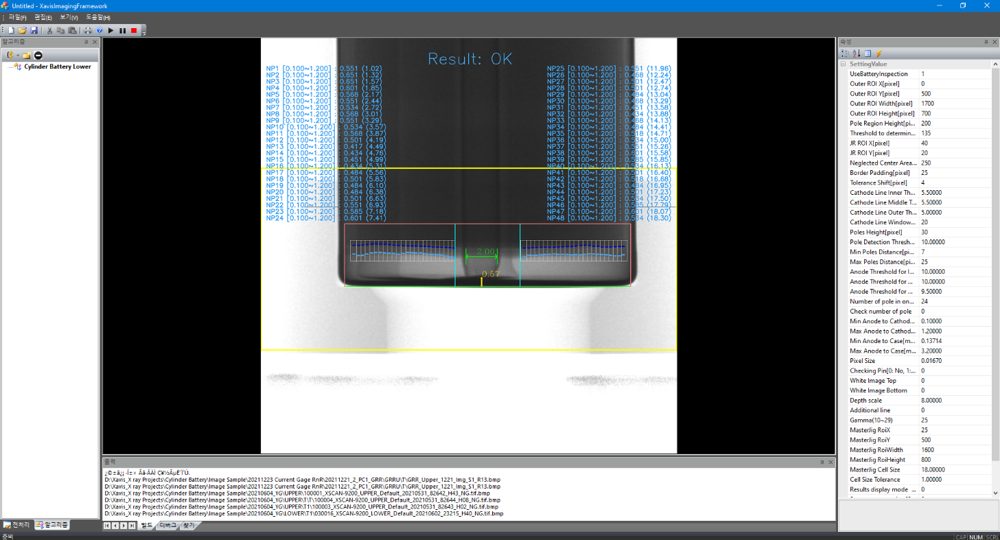 Untitled - XavisImagingFramework
파일(F) 편집(E) 보기(V) 도움말(H)
알고리즘
Cylinder Battery Lower
전처리 알고리즘
Result: OK
NP1 [0.100~1.200] : 0.551 (1.02)
NP2 [0.100~1.200] : 0.651 (1.32)
NP3 [0.100~1.200] : 0.651 (1.57)
NP4 [0.100~1.200] : 0.601 (1.85)
NP5 [0.100~1.200] : 0.568 (2.17)
NP6 [0.100~1.200] : 0.551 (2.44)
NP7 [0.100~1.200] : 0.534 (2.72)
NP8 [0.100~1.200] : 0.568 (3.01)
NP9 [0.100~1.200] : 0.551 (3.29)
NP10 [0.100~1.200] : 0.534 (3.57)
NP11 [0.100~1.200] : 0.568 (3.87)
NP12 [0.100~1.200] : 0.501 (4.19)
NP13 [0.100~1.200] : 0.417 (4.49)
NP14 [0.100~1.200] : 0.434 (4.76)
NP15 [0.100~1.200] : 0.451 (4.99)
NP16 [0.100~1.200] : 0.434 (5.31)
NP17 [0.100~1.200] : 0.484 (5.56)
NP18 [0.100~1.200] : 0.501 (5.83)
NP19 [0.100~1.200] : 0.484 (6.10)
NP20 [0.100~1.200] : 0.484 (6.38)
NP21 [0.100~1.200] : 0.501 (6.63)
NP22 [0.100~1.200] : 0.551 (6.93)
NP23 [0.100~1.200] : 0.585 (7.18)
NP24 [0.100~1.200] : 0.601 (7.41)
NP25 [0.100~1.200] : 0.551 (11.96)
NP26 [0.100~1.200] : 0.468 (12.24)
NP27 [0.100~1.200] : 0.501 (12.47)
NP28 [0.100~1.200] : 0.501 (12.74)
NP29 [0.100~1.200] : 0.484 (13.04)
NP30 [0.100~1.200] : 0.468 (13.29)
NP31 [0.100~1.200] : 0.451 (13.58)
NP32 [0.100~1.200] : 0.434 (13.88)
NP33 [0.100~1.200] : 0.468 (14.13)
NP34 [0.100~1.200] : 0.484 (14.41)
NP35 [0.100~1.200] : 0.518 (14.71)
NP36 [0.100~1.200] : 0.534 (15.00)
NP37 [0.100~1.200] : 0.551 (15.26)
NP38 [0.100~1.200] : 0.601 (15.58)
NP39 [0.100~1.200] : 0.585 (15.85)
NP40 [0.100~1.200] : 0.534 (16.13)
NP41 [0.100~1.200] : 0.501 (16.40)
NP42 [0.100~1.200] : 0.518 (16.68)
NP43 [0.100~1.200] : 0.484 (16.95)
NP44 [0.100~1.200] : 0.501 (17.23)
NP45 [0.100~1.200] : 0.534 (17.50)
NP46 [0.100~1.200] : 0.585 (17.79)
NP47 [0.100~1.200] : 0.601 (18.07)
NP48 [0.100~1.200] : 0.534 (18.30)
2.00
0.57
출력
D:\Xavis_X ray Projects\Cylinder Battery\Image Sample\20211223 Current Gage RnR\20211221_2_PC1_GRR\GRRU\T\GRR_Upper_1221_Img_S1_R13.bmp
D:\Xavis_X ray Projects\Cylinder Battery\Image Sample\20211223 Current Gage RnR\20211221_2_PC1_GRR\GRRU\T\GRR_Upper_1221_Img_S1_R13.bmp
D:\Xavis_X ray Projects\Cylinder Battery\Image Sample\20210604_YG\UPPER\100001_XSCAN-9200_UPPER_Default_20210531_82642_H43_NG.tif.bmp
D:\Xavis_X ray Projects\Cylinder Battery\Image Sample\20210604_YG\UPPER\T\T\100004_XSCAN-9200_UPPER_Default_20210531_82644_H08_NG.tif.bmp
D:\Xavis_X ray Projects\Cylinder Battery\Image Sample\20210604_YG\UPPER\T1\100003_XSCAN-9200_UPPER_Default_20210531_82643_H02_NG.tif.bmp
D:\Xavis_X ray Projects\Cylinder Battery\Image Sample\20210604_YG\LOWER\T1\030016_XSCAN-9200_LOWER_Default_20210602_23215_H40_NG.tif.bmp
빌드 디버그 찾기
속성
SettingValue
UseBatteryInspection 1
Outer ROI X[pixel] 0
Outer ROI Y[pixel] 500
Outer ROI Width[pixel] 1700
Outer ROI Height[pixel] 700
Pole Region Height[pi... 200
Threshold to determin... 135
JR ROI X[pixel] 40
JR ROI Y[pixel] 20
Neglected Center Area... 250
Border Padding[pixel] 25
Tolerance Shift[pixel] 4
Cathode Line Inner Th... 5.50000
Cathode Line Middle T... 5.50000
Cathode Line Outer Th... 5.00000
Cathode Line Window... 20
Poles Height[pixel] 30
Pole Detection Thresh... 10.00000
Min Poles Distance[pi... 7
Max Poles Distance[pi... 25
Anode Threshold for I... 10.00000
Anode Threshold for ... 10.00000
Anode Threshold for ... 9.50000
Number of pole in on... 24
Check number of pole 0
Min Anode to Cathod... 0.10000
Max Anode to Cathod... 1.20000
Min Anode to Case[m... 0.13714
Max Anode to Case[m... 3.20000
Pixel Size 0.01670
Checking Pin[0: No, 1:... 0
White Image Top 0
White Image Bottom 0
Depth scale 8.00000
Additional line 0
Gamma(10~29) 25
MasterJig RoiX 25
MasterJig RoiY 500
MasterJig RoiWidth 1600
MasterJig RoiHeight 800
MasterJig Cell Size 18.00000
Cell Size Tolerance 1.00000
Results display mode ... 0
준비
CAP NUM SCRL